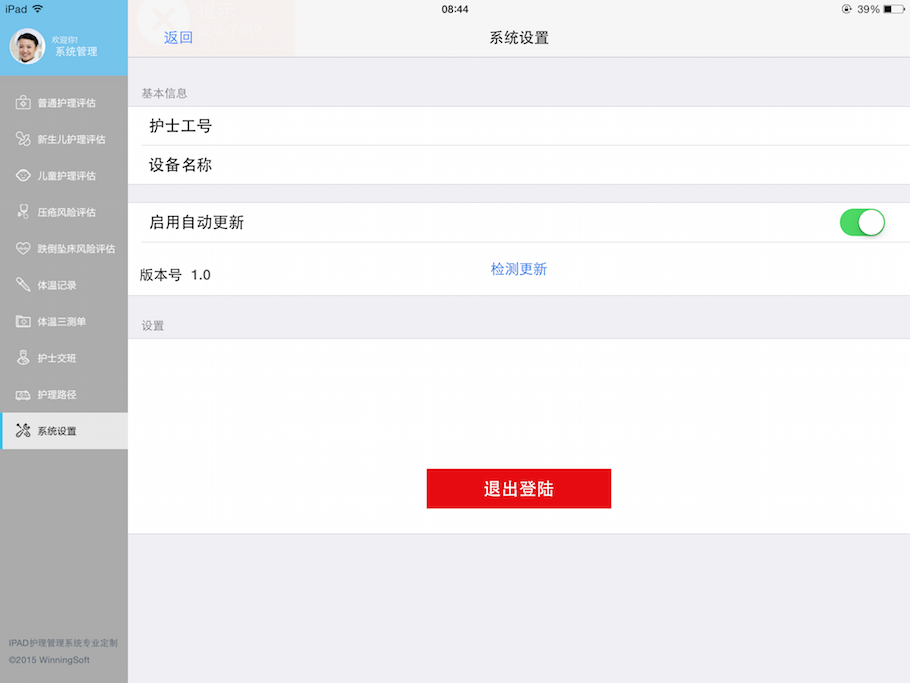 iPad
08:44
39%
欢迎你!
系统管理
返回
系统设置
普通护理评估
新生儿护理评估
儿童护理评估
压疮风险评估
跌倒坠床风险评估
体温记录
体温三测单
护士交班
护理路径
系统设置
基本信息
护士工号
设备名称
启用自动更新
版本号 1.0
检测更新
设置
退出登陆
IPAD护理管理系统专业定制
©2015 WinningSoft